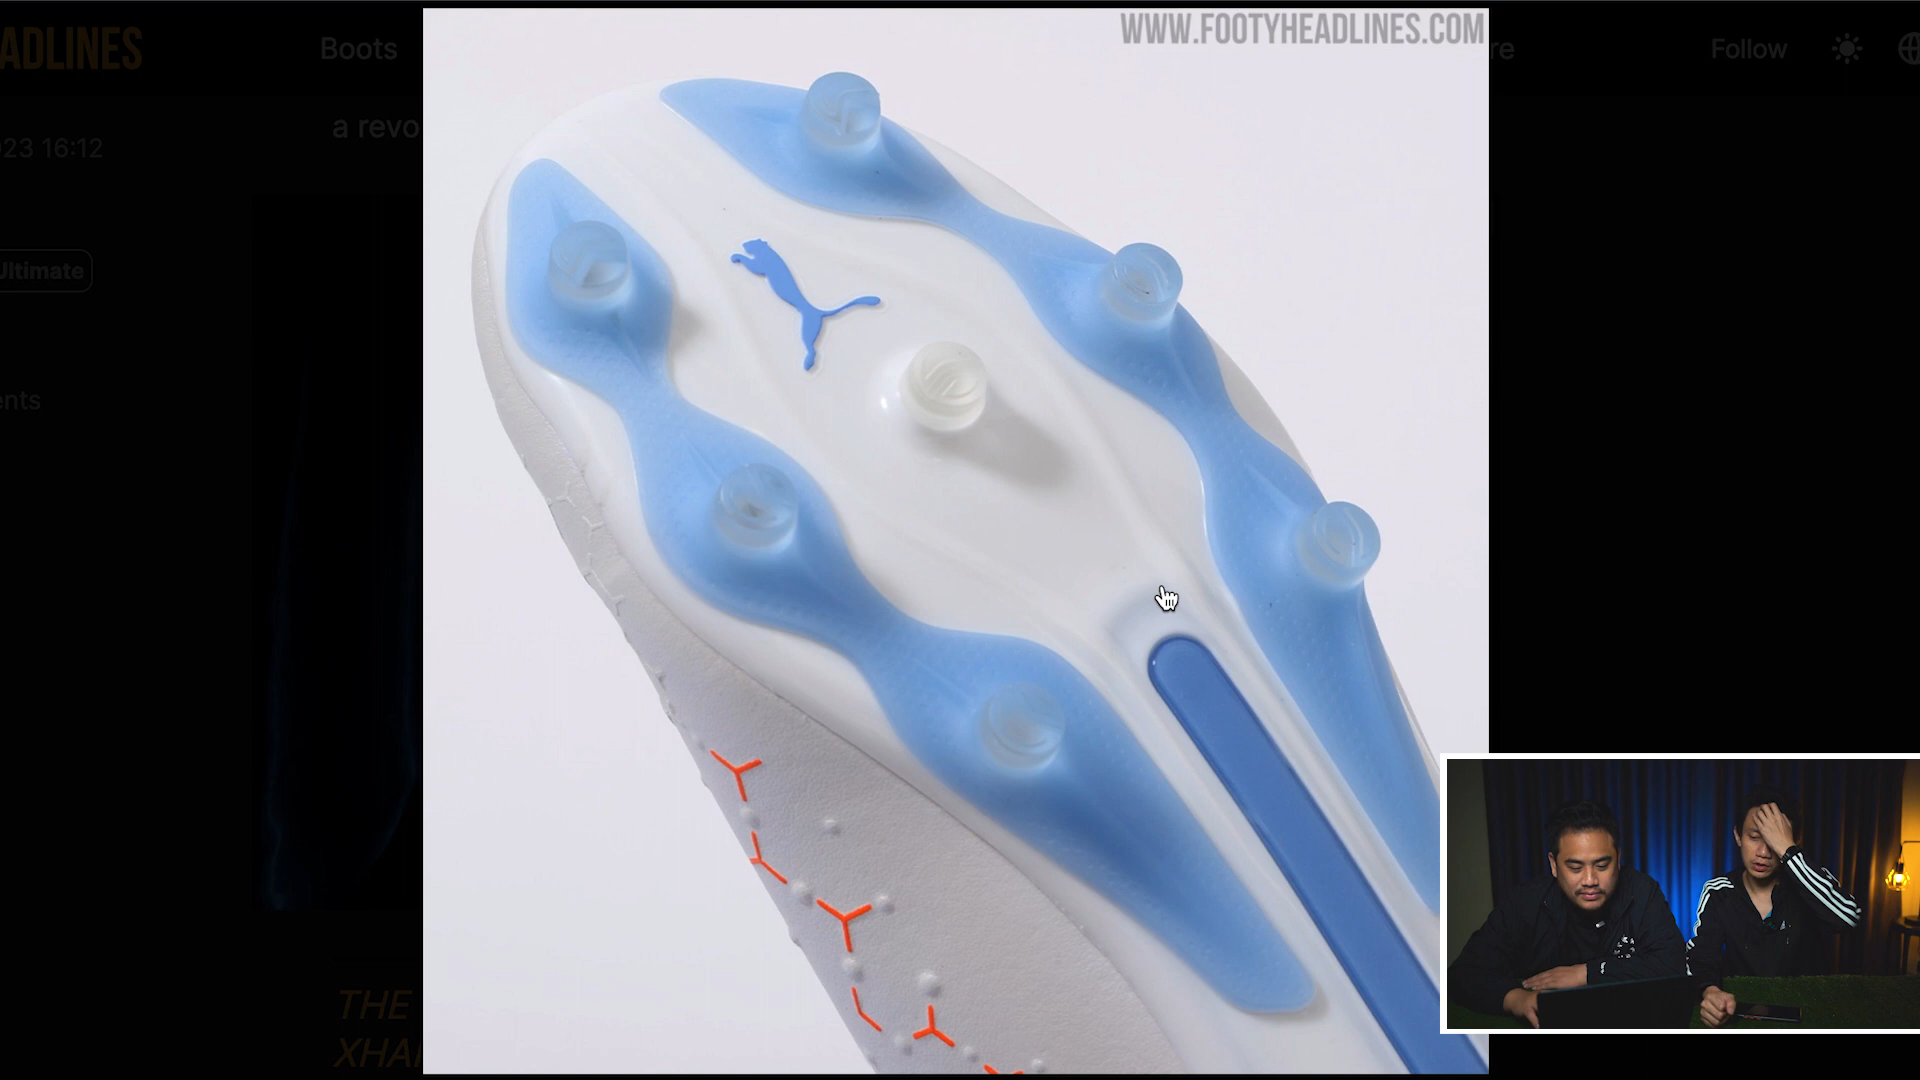 WWW.FOOTYHEADLINES.COM
ADLINES
Boots
re
Follow
023 16:12
a revo
Ultimate
ents
THE
XHA